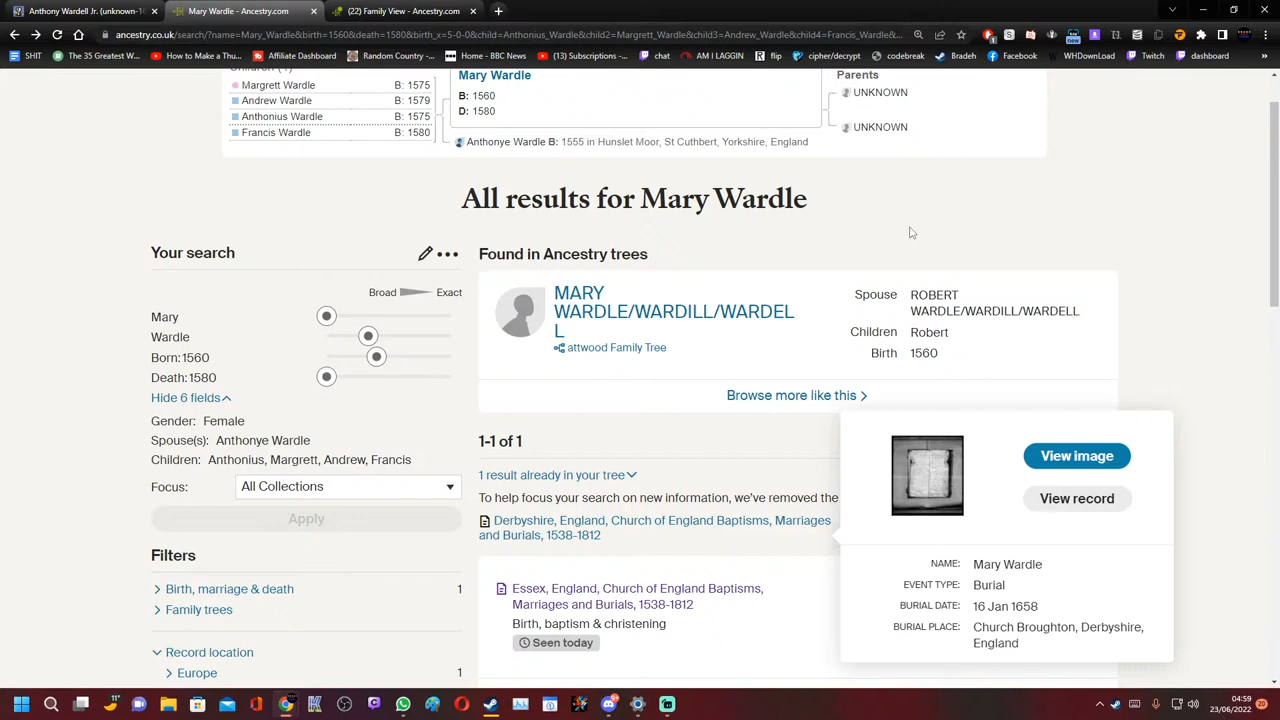 Anthony Wardell Jr. (unknown-1
Mary Wardle - Ancestry.com
(22) Family View - Ancestry.com
ancestry.co.uk/search/?name=Mary_Wardle&birth=1560&death=1580&birth_x=5-0-0&child=Anthonius_Wardle&child2=Margrett_Wardle&child3=Andrew_Wardle&child4=Francis_Wardle...
SHIT
The 35 Greatest W...
How to Make a Thu...
Affiliate Dashboard
Random Country —...
Home - BBC News
(13) Subscriptions -...
chat
AM I LAGGIN
flip
cipher/decrypt
codebreak
Bradeh
Facebook
WHDownLoad
Twitch
dashboard
Children (4)
Margrett Wardle B: 1575
Andrew Wardle B: 1579
Anthonius Wardle B: 1575
Francis Wardle B: 1580
Mary Wardle
B: 1560
D: 1580
Anthonye Wardle B: 1555 in Hunslet Moor, St Cuthbert, Yorkshire, England
Parents
UNKNOWN
UNKNOWN
All results for Mary Wardle
Your search
Broad Exact
Mary
Wardle
Born: 1560
Death: 1580
Hide 6 fields
Gender: Female
Spouse(s): Anthonye Wardle
Children: Anthonius, Margrett, Andrew, Francis
Focus: All Collections
Apply
Filters
Birth, marriage & death 1
Family trees
Record location
Europe 1
Found in Ancestry trees
MARY
WARDLE/WARDILL/WARDEL
L
attwood Family Tree
Spouse ROBERT
WARDLE/WARDILL/WARDELL
Children Robert
Birth 1560
Browse more like this
1-1 of 1
1 result already in your tree
To help focus your search on new information, we've removed the
Derbyshire, England, Church of England Baptisms, Marriages
and Burials, 1538-1812
Essex, England, Church of England Baptisms,
Marriages and Burials, 1538-1812
Birth, baptism & christening
Seen today
View image
View record
NAME: Mary Wardle
EVENT TYPE: Burial
BURIAL DATE: 16 Jan 1658
BURIAL PLACE: Church Broughton, Derbyshire,
England
04:59
23/06/2022